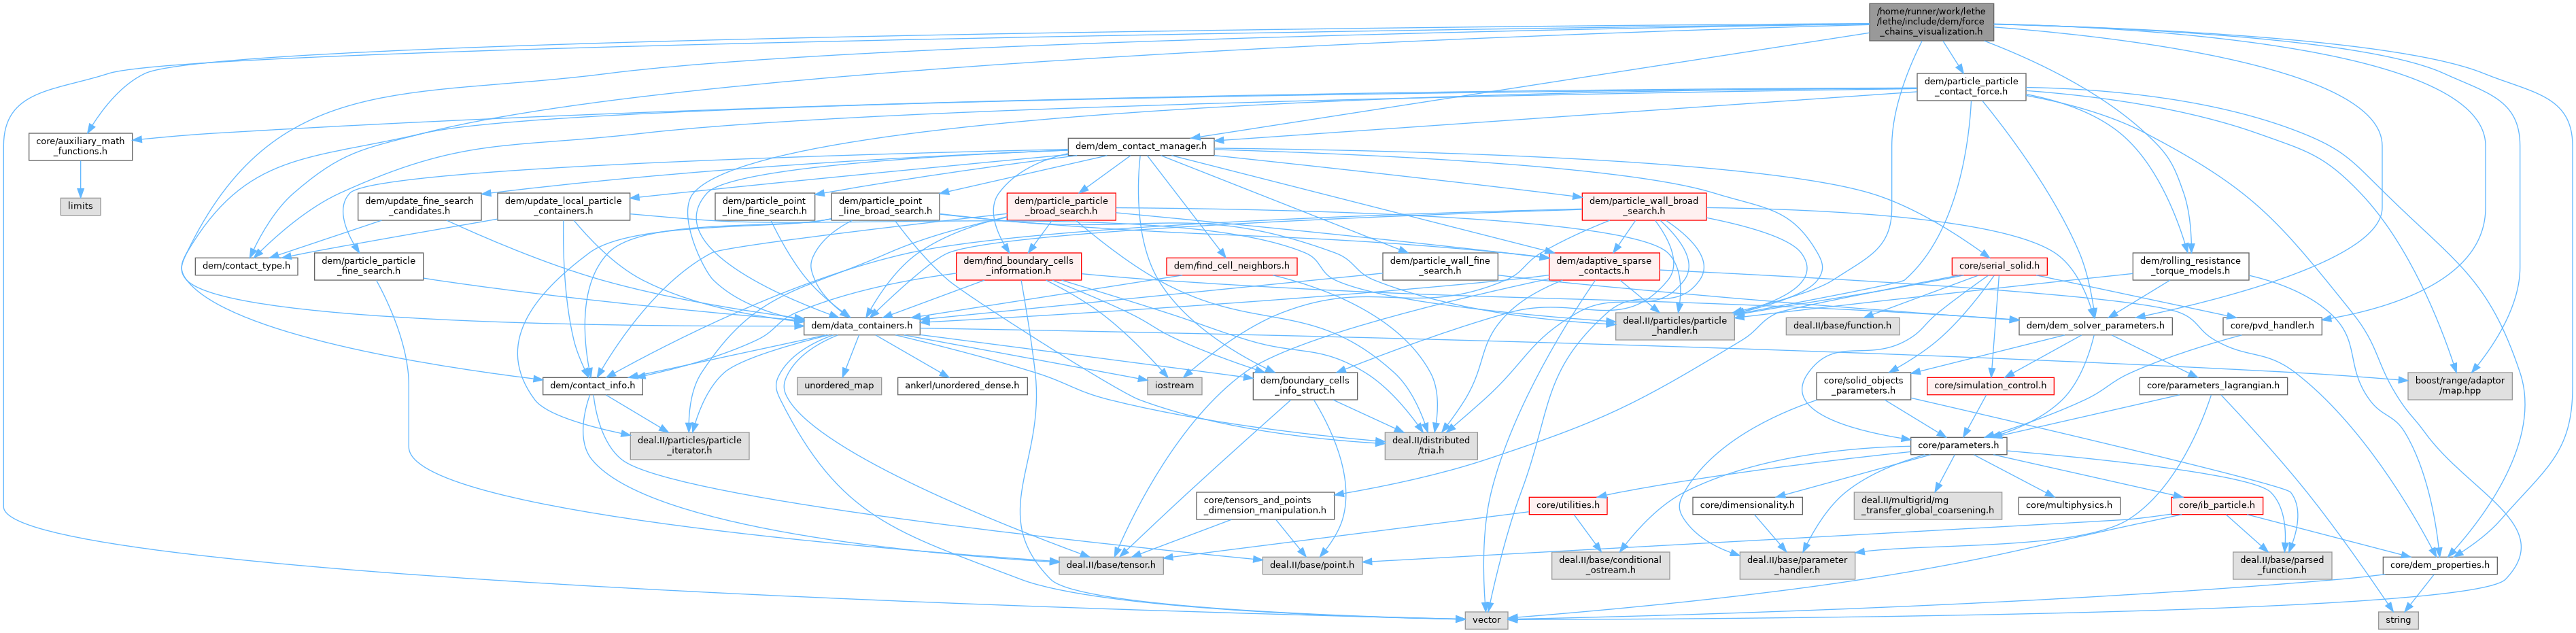 /home/runner/work/lethe
/lethe/include/dem/force
_chains_visualization.h
dem/particle_particle
_contact_force.h
core/auxiliary_math
_functions.h
dem/dem_contact_manager.h
limits
dem/update_fine_search
_candidates.h
dem/update_local_particle
_containers.h
dem/particle_point
_line_fine_search.h
dem/particle_point
_line_broad_search.h
dem/particle_particle
_broad_search.h
dem/particle_wall_broad
_search.h
dem/contact_type.h
dem/particle_particle
_fine_search.h
dem/find_boundary_cells
_information.h
dem/find_cell_neighbors.h
dem/particle_wall_fine
_search.h
dem/adaptive_sparse
_contacts.h
core/serial_solid.h
dem/rolling_resistance
_torque_models.h
dem/data_containers.h
deal.II/particles/particle
_handler.h
deal.II/base/function.h
dem/dem_solver_parameters.h
core/pvd_handler.h
dem/contact_info.h
unordered_map
ankerl/unordered_dense.h
iostream
dem/boundary_cells
_info_struct.h
core/solid_objects
_parameters.h
core/simulation_control.h
core/parameters_lagrangian.h
boost/range/adaptor
/map.hpp
deal.II/particles/particle
_iterator.h
deal.II/distributed
/tria.h
core/parameters.h
core/tensors_and_points
_dimension_manipulation.h
core/utilities.h
core/dimensionality.h
deal.II/multigrid/mg
_transfer_global_coarsening.h
core/multiphysics.h
core/ib_particle.h
deal.II/base/tensor.h
deal.II/base/point.h
deal.II/base/conditional
_ostream.h
deal.II/base/parameter
_handler.h
deal.II/base/parsed
_function.h
core/dem_properties.h
vector
string